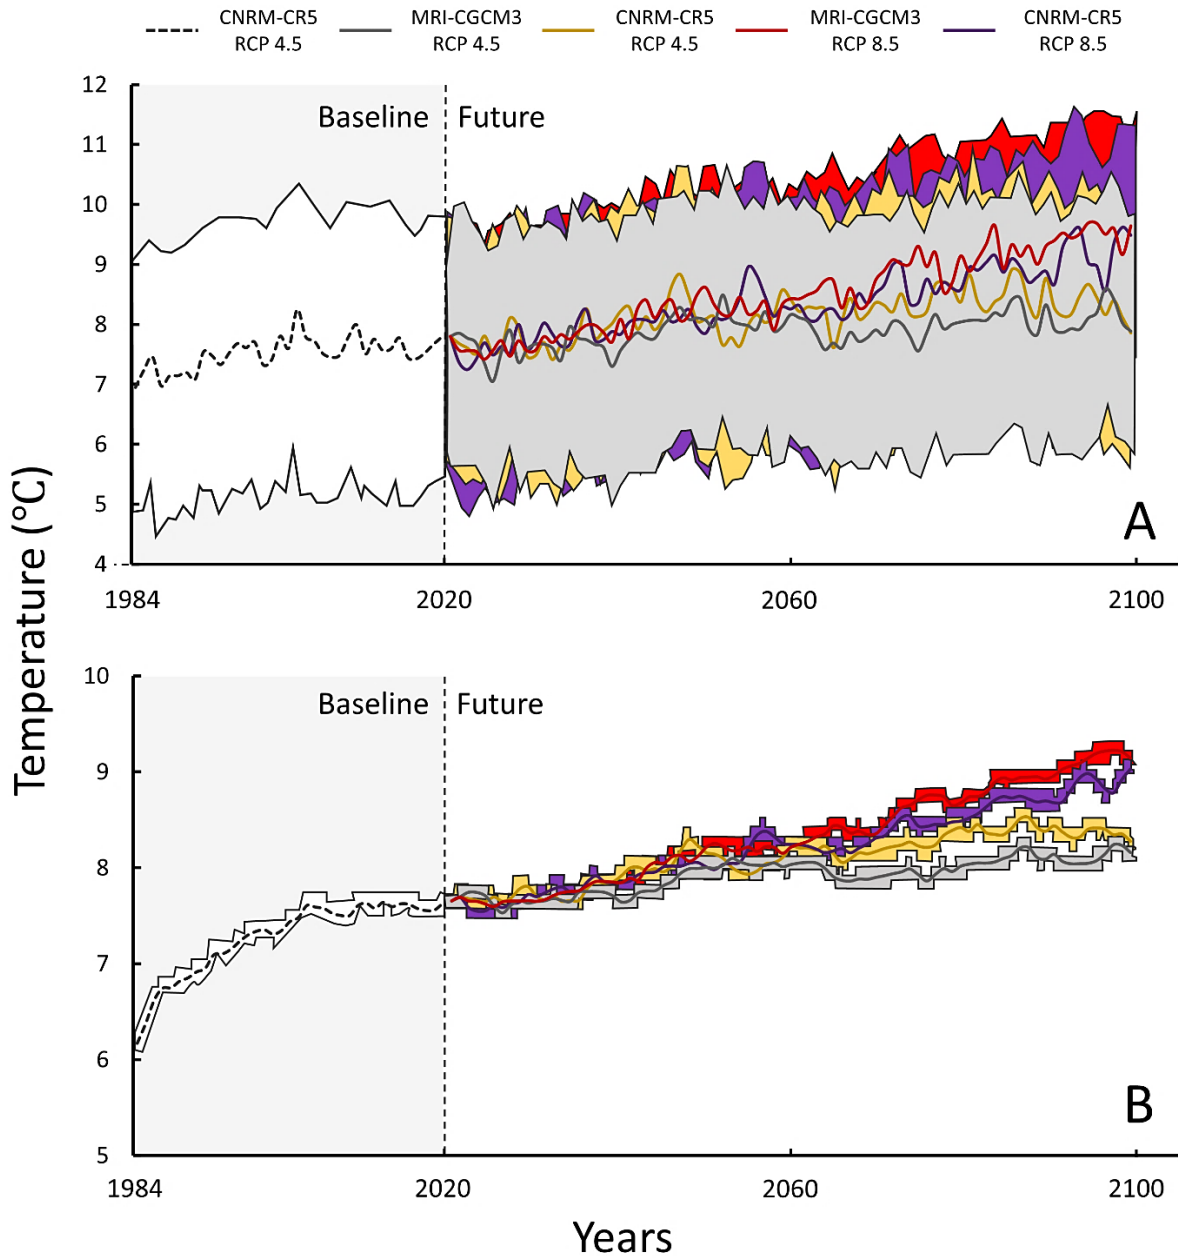 CNRM-CR5 MRI-CGCM3 CNRM-CR5 MRI-CGCM3 CNRM-CR5
RCP 4.5 RCP 4.5 RCP 4.5 RCP 8.5 RCP 8.5
12
Baseline Future
11
10
9
8
7
6
5
A
4
1984 2020 2060 2100
Temperature (°C)
10
Baseline Future
9
8
7
6
B
5
1984 2020 2060 2100
Years